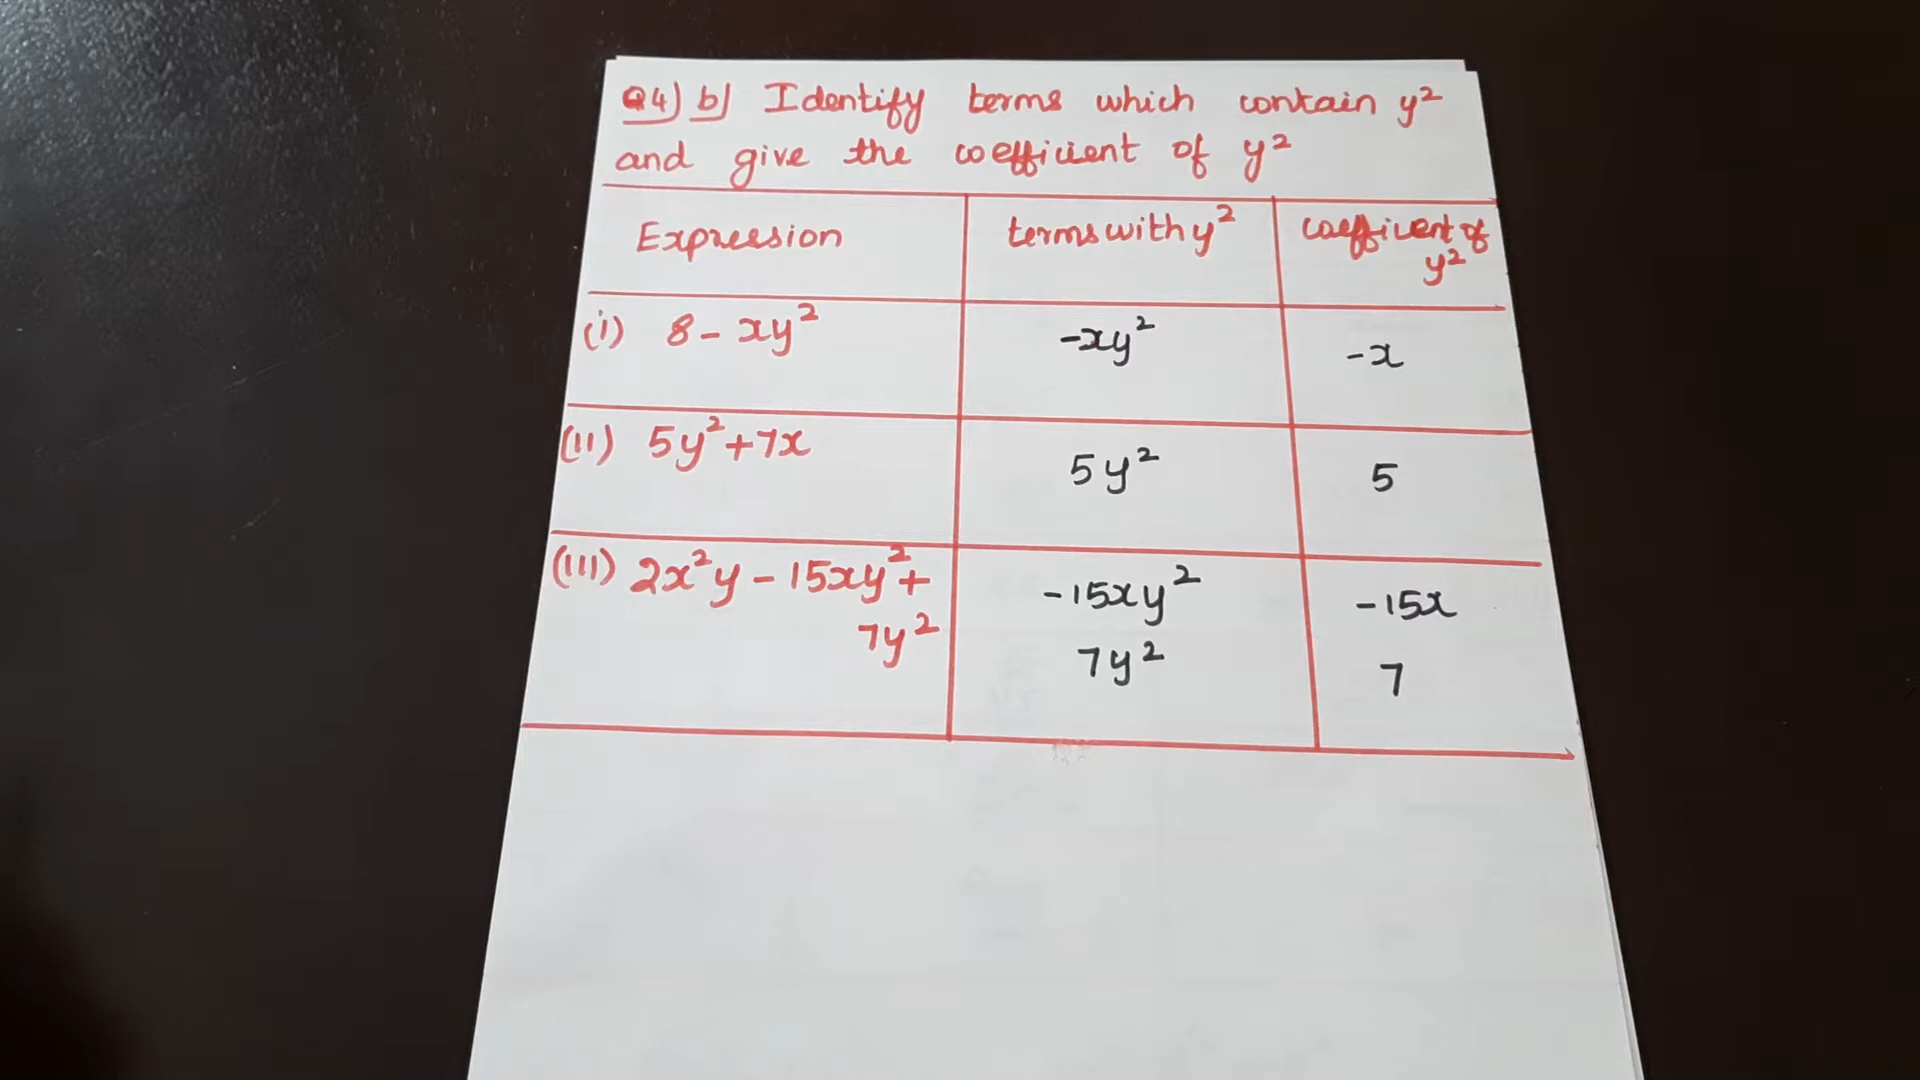 Q4) b) Identify terms which contain y²
and give the coefficient of y²
Expression terms with y² coefficient of
y²
(i) 8 - xy² -xy² -x
(ii) 5y² + 7x 5y² 5
(iii) 2x²y - 15xy² + -15xy² -15x
7y² 7y² 7